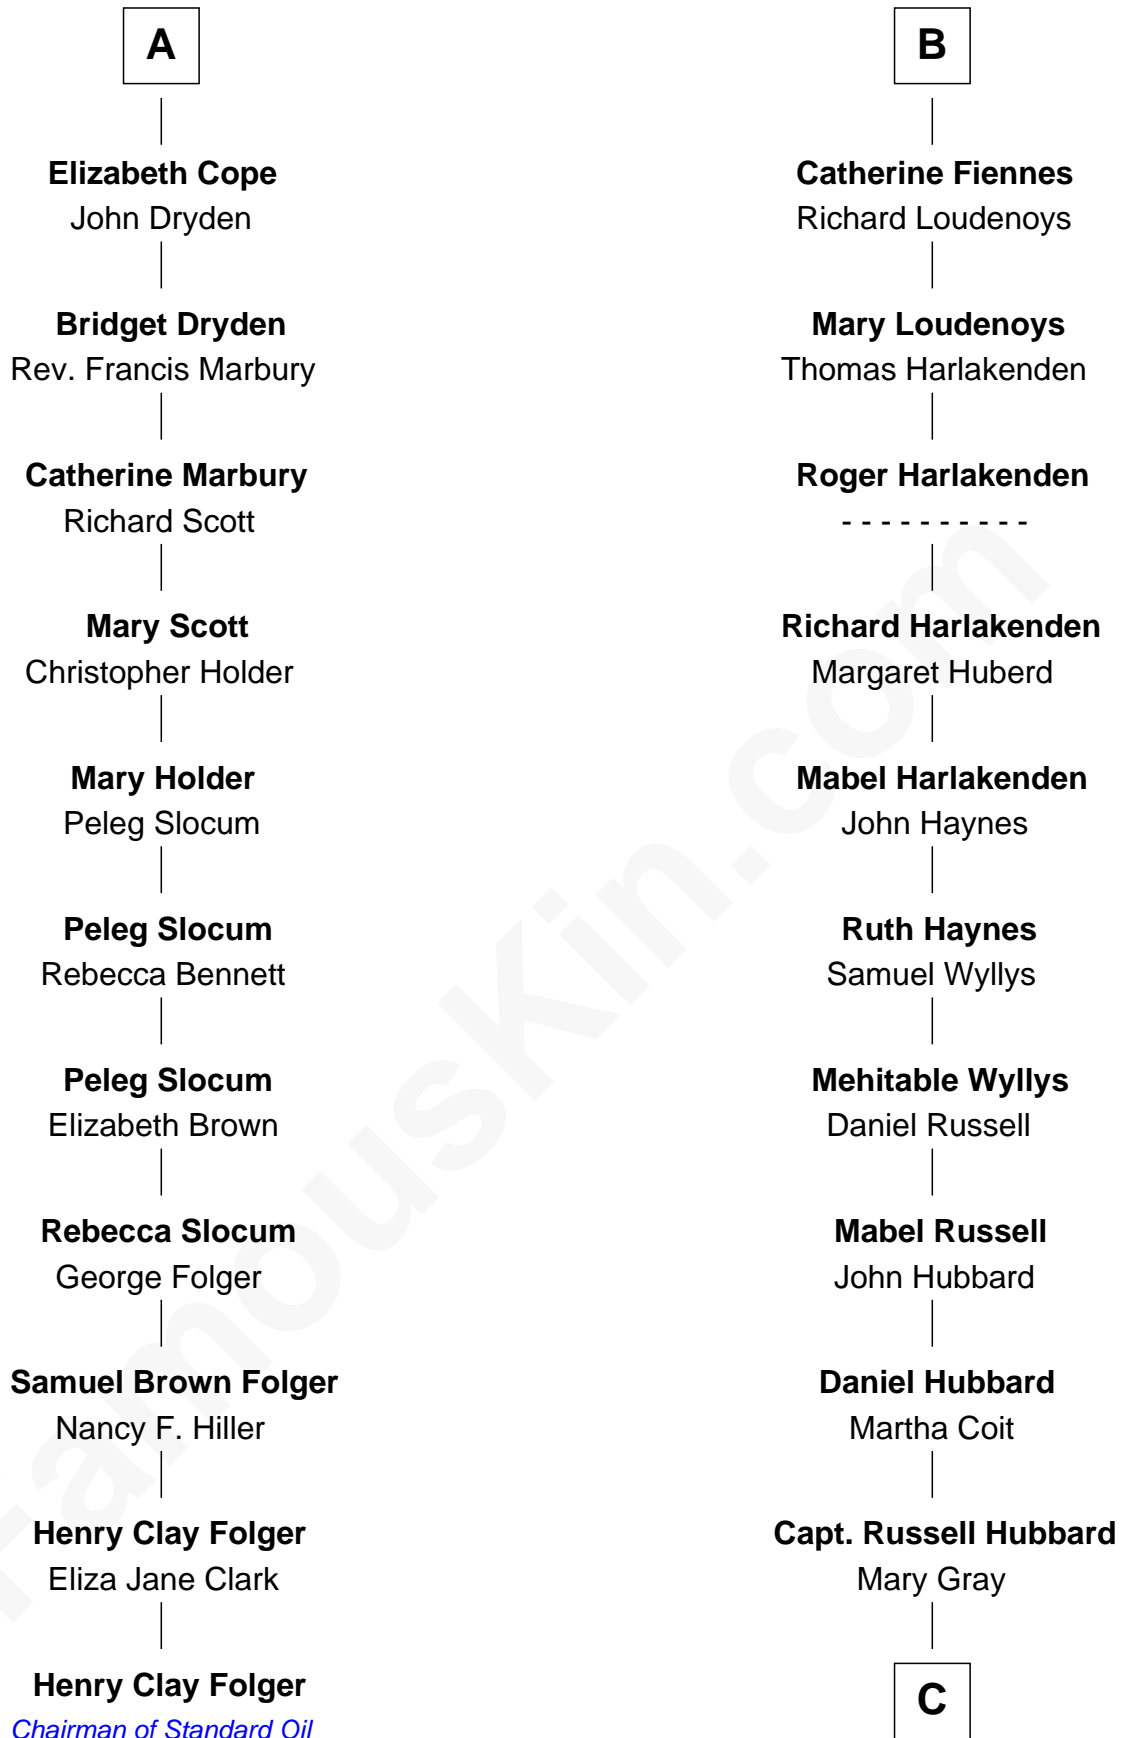 A
Elizabeth Cope
John Dryden
Bridget Dryden
Rev. Francis Marbury
Catherine Marbury
Richard Scott
Mary Scott
Christopher Holder
Mary Holder
Peleg Slocum
Peleg Slocum
Rebecca Bennett
Peleg Slocum
Elizabeth Brown
Rebecca Slocum
George Folger
Samuel Brown Folger
Nancy F. Hiller
Henry Clay Folger
Eliza Jane Clark
Henry Clay Folger
Chairman of Standard Oil
B
Catherine Fiennes
Richard Loudenoys
Mary Loudenoys
Thomas Harlakenden
Roger Harlakenden
- - - - - - - - - -
Richard Harlakenden
Margaret Huberd
Mabel Harlakenden
John Haynes
Ruth Haynes
Samuel Wyllys
Mehitable Wyllys
Daniel Russell
Mabel Russell
John Hubbard
Daniel Hubbard
Martha Coit
Capt. Russell Hubbard
Mary Gray
C
FamousKin.com